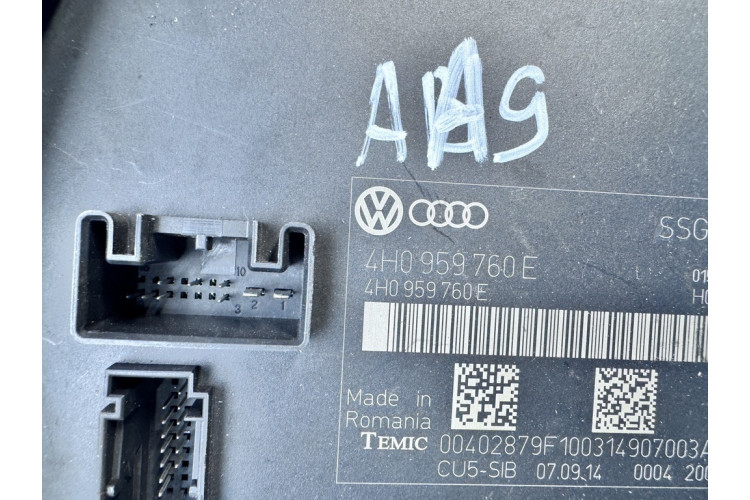 SSG
4H0 959 760 E
4H0 959 760 E
10
3 2 1
Made in
Romania
TEMIC 00402879F100314907003A
CU5-SIB 07.09.14 0004 200